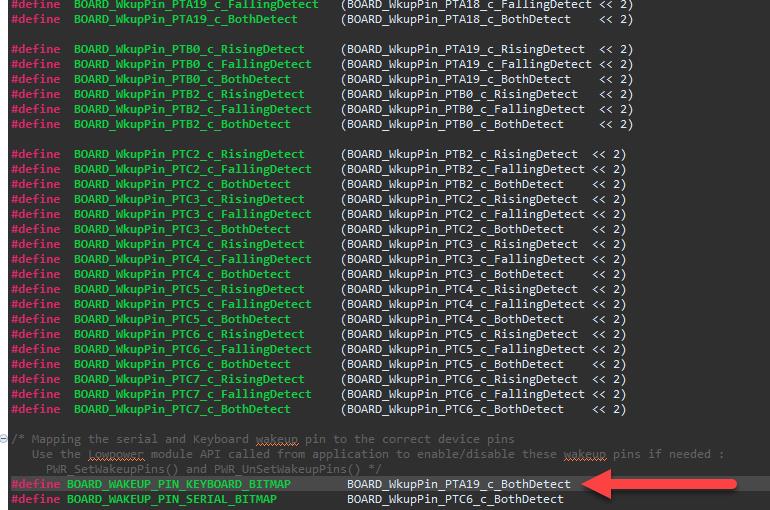 #define BOARD_WkupPin_PTA19_c_FallingDetect (BOARD_WkupPin_PTA18_c_FallingDetect << 2)
#define BOARD_WkupPin_PTA19_c_BothDetect (BOARD_WkupPin_PTA18_c_BothDetect << 2)
#define BOARD_WkupPin_PTB0_c_RisingDetect (BOARD_WkupPin_PTA19_c_RisingDetect << 2)
#define BOARD_WkupPin_PTB0_c_FallingDetect (BOARD_WkupPin_PTA19_c_FallingDetect << 2)
#define BOARD_WkupPin_PTB0_c_BothDetect (BOARD_WkupPin_PTA19_c_BothDetect << 2)
#define BOARD_WkupPin_PTB2_c_RisingDetect (BOARD_WkupPin_PTB0_c_RisingDetect << 2)
#define BOARD_WkupPin_PTB2_c_FallingDetect (BOARD_WkupPin_PTB0_c_FallingDetect << 2)
#define BOARD_WkupPin_PTB2_c_BothDetect (BOARD_WkupPin_PTB0_c_BothDetect << 2)
#define BOARD_WkupPin_PTC2_c_RisingDetect (BOARD_WkupPin_PTB2_c_RisingDetect << 2)
#define BOARD_WkupPin_PTC2_c_FallingDetect (BOARD_WkupPin_PTB2_c_FallingDetect << 2)
#define BOARD_WkupPin_PTC2_c_BothDetect (BOARD_WkupPin_PTB2_c_BothDetect << 2)
#define BOARD_WkupPin_PTC3_c_RisingDetect (BOARD_WkupPin_PTC2_c_RisingDetect << 2)
#define BOARD_WkupPin_PTC3_c_FallingDetect (BOARD_WkupPin_PTC2_c_FallingDetect << 2)
#define BOARD_WkupPin_PTC3_c_BothDetect (BOARD_WkupPin_PTC2_c_BothDetect << 2)
#define BOARD_WkupPin_PTC4_c_RisingDetect (BOARD_WkupPin_PTC3_c_RisingDetect << 2)
#define BOARD_WkupPin_PTC4_c_FallingDetect (BOARD_WkupPin_PTC3_c_FallingDetect << 2)
#define BOARD_WkupPin_PTC4_c_BothDetect (BOARD_WkupPin_PTC3_c_BothDetect << 2)
#define BOARD_WkupPin_PTC5_c_RisingDetect (BOARD_WkupPin_PTC4_c_RisingDetect << 2)
#define BOARD_WkupPin_PTC5_c_FallingDetect (BOARD_WkupPin_PTC4_c_FallingDetect << 2)
#define BOARD_WkupPin_PTC5_c_BothDetect (BOARD_WkupPin_PTC4_c_BothDetect << 2)
#define BOARD_WkupPin_PTC6_c_RisingDetect (BOARD_WkupPin_PTC5_c_RisingDetect << 2)
#define BOARD_WkupPin_PTC6_c_FallingDetect (BOARD_WkupPin_PTC5_c_FallingDetect << 2)
#define BOARD_WkupPin_PTC6_c_BothDetect (BOARD_WkupPin_PTC5_c_BothDetect << 2)
#define BOARD_WkupPin_PTC7_c_RisingDetect (BOARD_WkupPin_PTC6_c_RisingDetect << 2)
#define BOARD_WkupPin_PTC7_c_FallingDetect (BOARD_WkupPin_PTC6_c_FallingDetect << 2)
#define BOARD_WkupPin_PTC7_c_BothDetect (BOARD_WkupPin_PTC6_c_BothDetect << 2)
/* Mapping the serial and Keyboard wakeup pin to the correct device pins
Use the Lowpower module API called from application to enable/disable these wakeup pins if needed :
PWR_SetWakeupPins() and PWR_UnSetWakeupPins() */
#define BOARD_WAKEUP_PIN_KEYBOARD_BITMAP BOARD_WkupPin_PTA19_c_BothDetect
#define BOARD_WAKEUP_PIN_SERIAL_BITMAP BOARD_WkupPin_PTC6_c_BothDetect